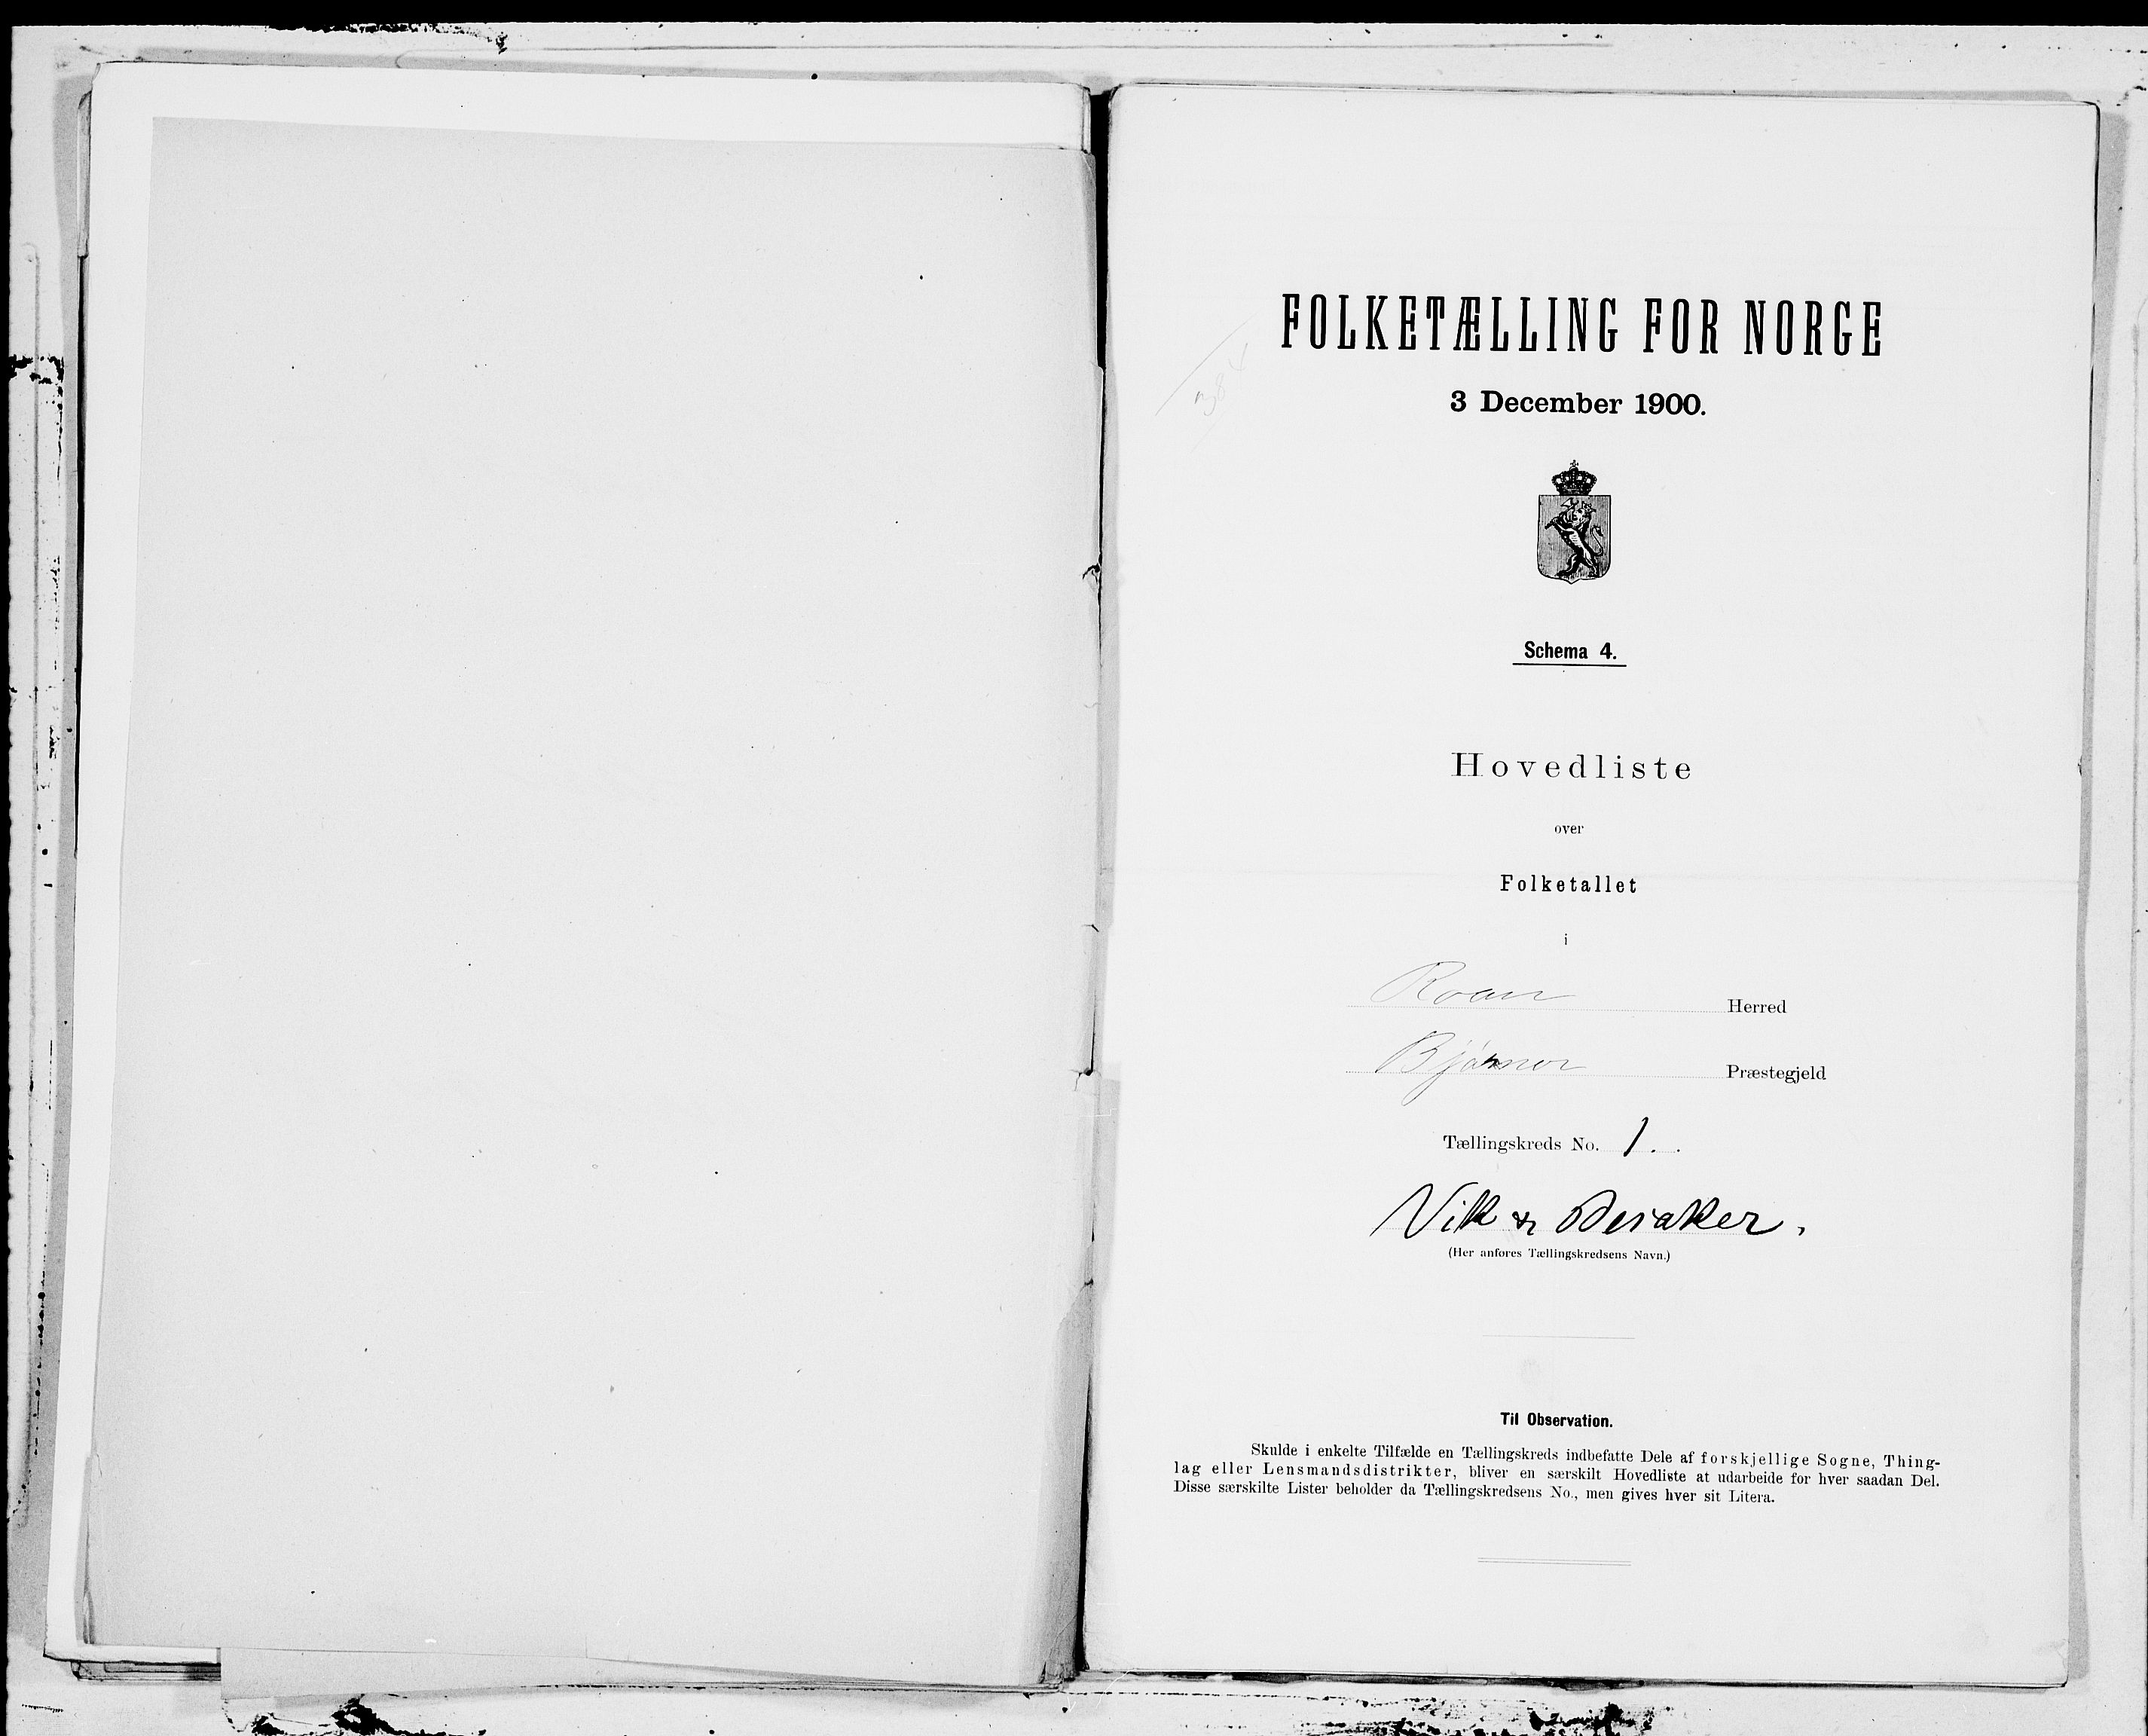 FOLKETÆLLING FOR NORGE
3 December 1900.
384
Schema 4.
Hovedliste
over
Folketallet
i
Roan Herred
Bjørnør Præstegjeld
Tællingskreds No. 1.
Vik & Besaker.
(Her anføres Tællingskredsens Navn.)
Til Observation.
Skulde i enkelte Tilfælde en Tællingskreds indbefatte Dele af forskjellige Sogne, Thing-
lag eller Lensmandsdistrikter, bliver en særskilt Hovedliste at udarbeide for hver saadan Del.
Disse særskilte Lister beholder da Tællingskredsens No., men gives hver sit Litera.